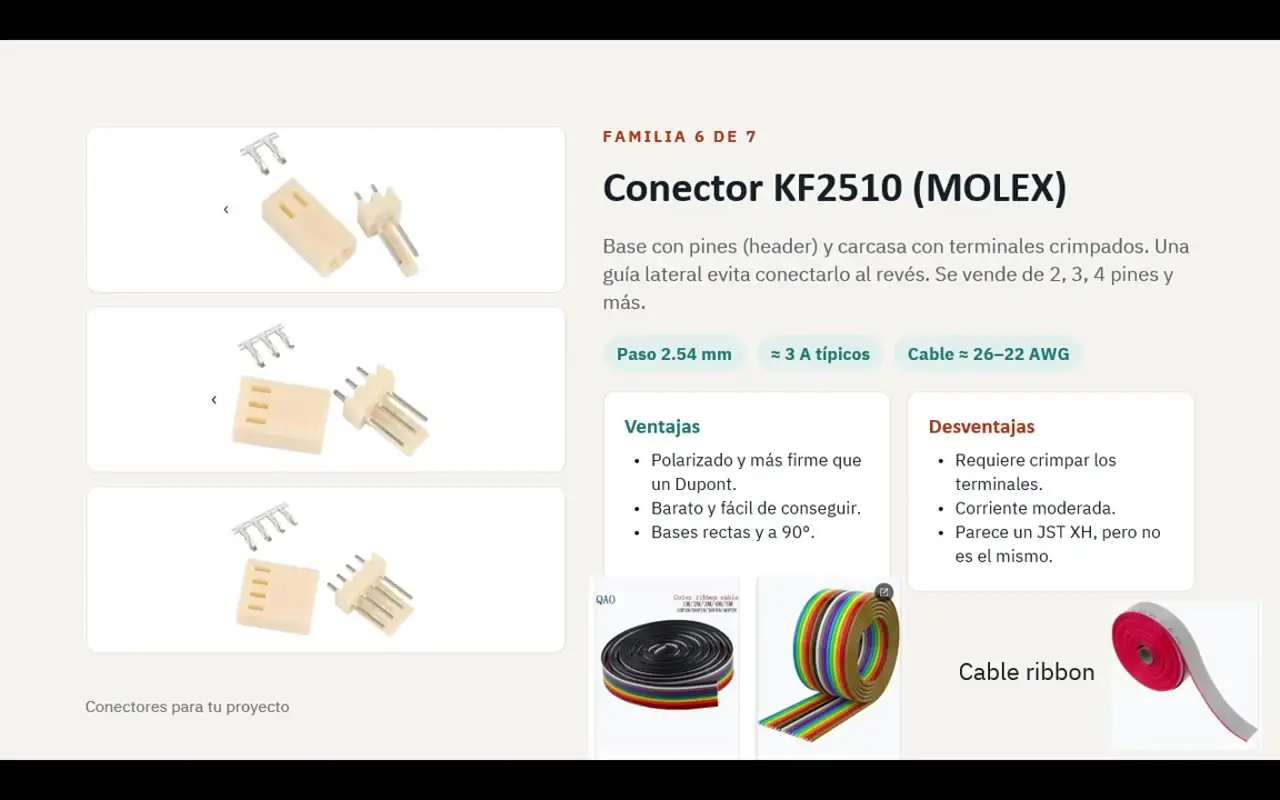 FAMILIA 6 DE 7
Conector KF2510 (MOLEX)
Base con pines (header) y carcasa con terminales crimpados. Una
guía lateral evita conectarlo al revés. Se vende de 2, 3, 4 pines y
más.
Paso 2.54 mm
≈ 3 A típicos
Cable ≈ 26–22 AWG
Ventajas
• Polarizado y más firme que
un Dupont.
• Barato y fácil de conseguir.
• Bases rectas y a 90°.
Desventajas
• Requiere crimpar los
terminales.
• Corriente moderada.
• Parece un JST XH, pero no
es el mismo.
QAO
Color ribbon cable
Cable ribbon
Conectores para tu proyecto